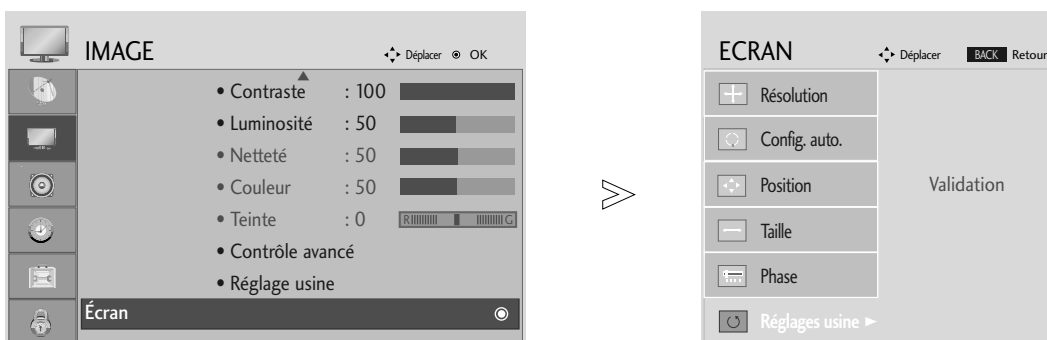 IMAGE
Déplacer OK
• Contraste : 100
• Luminosité : 50
• Netteté : 50
• Couleur : 50
• Teinte : 0 R G
• Contrôle avancé
• Réglage usine
Écran
ECRAN
Déplacer BACK Retour
Résolution
Config. auto.
Position
Taille
Phase
Réglages usine ►
Validation